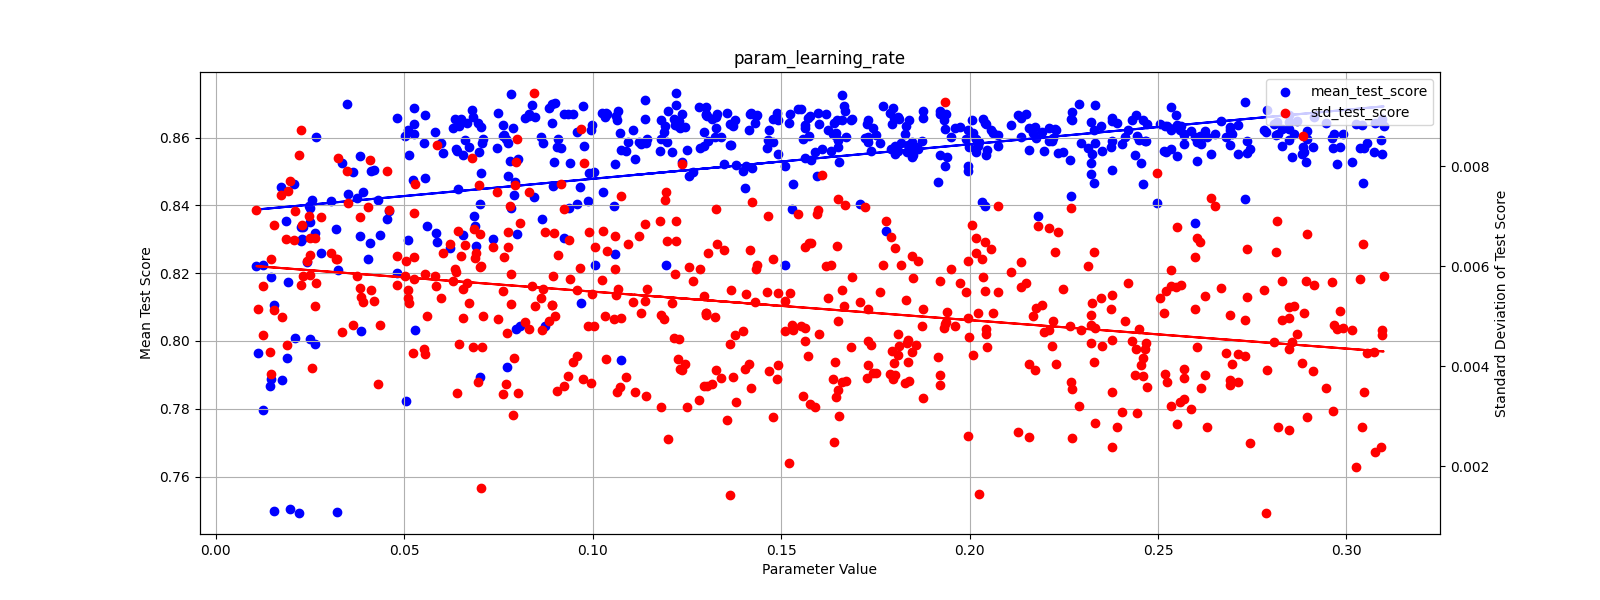 param_learning_rate
mean_test_score
std_test_score
0.86
0.84
0.82
0.80
0.78
0.76
Mean Test Score
0.008
0.006
0.004
0.002
Standard Deviation of Test Score
0.00 0.05 0.10 0.15 0.20 0.25 0.30
Parameter Value